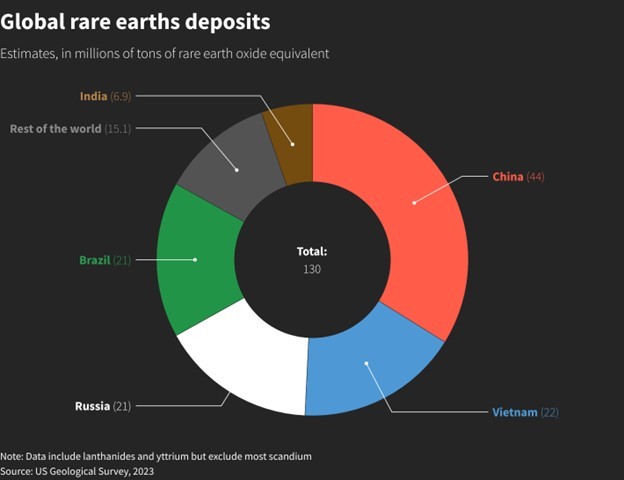 Global rare earths deposits
Estimates, in millions of tons of rare earth oxide equivalent
India (6.9)
Rest of the world (15.1)
China (44)
Total:
130
Brazil (21)
Russia (21)
Vietnam (22)
Note: Data include lanthanides and yttrium but exclude most scandium
Source: US Geological Survey, 2023